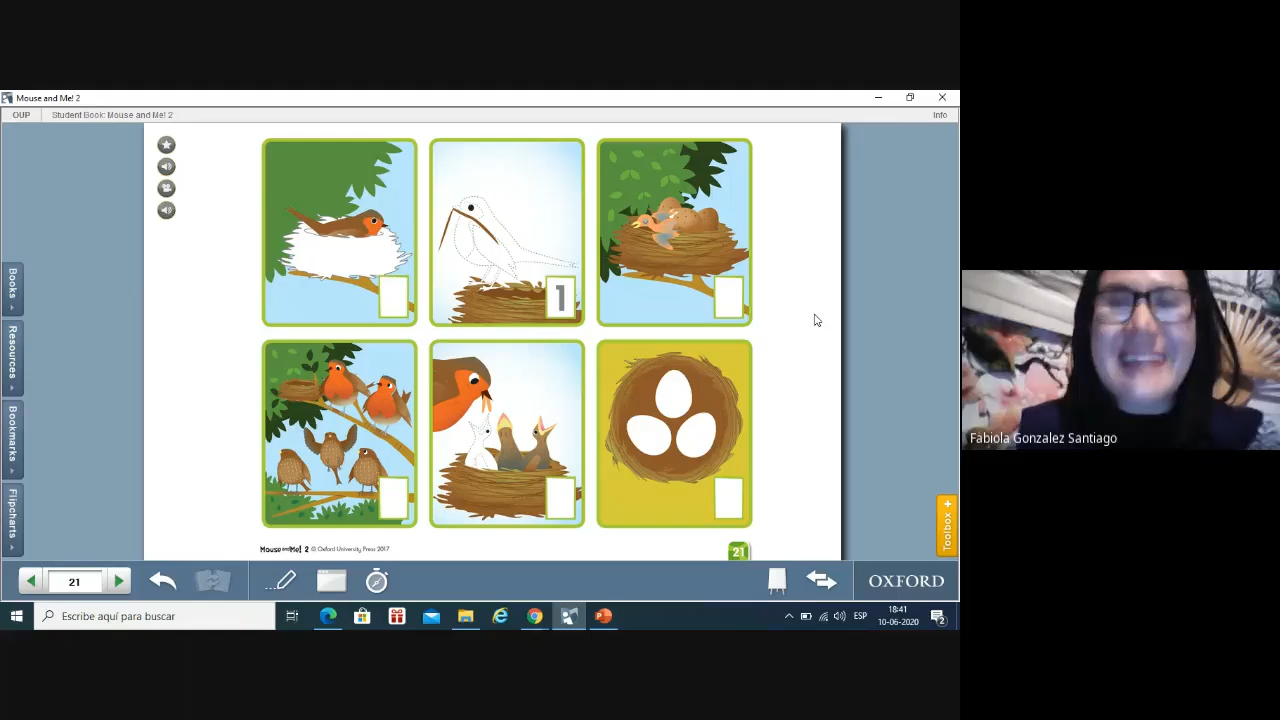 Mouse and Me! 2
OUP
Student Book: Mouse and Me! 2
Info
Books
Resources
Bookmarks
Flipcharts
1
Toolbox +
Mouse and Me! 2 © Oxford University Press 2017
21
21
OXFORD
Escribe aquí para buscar
ESP
18:41
10-06-2020
2
Fabiola Gonzalez Santiago